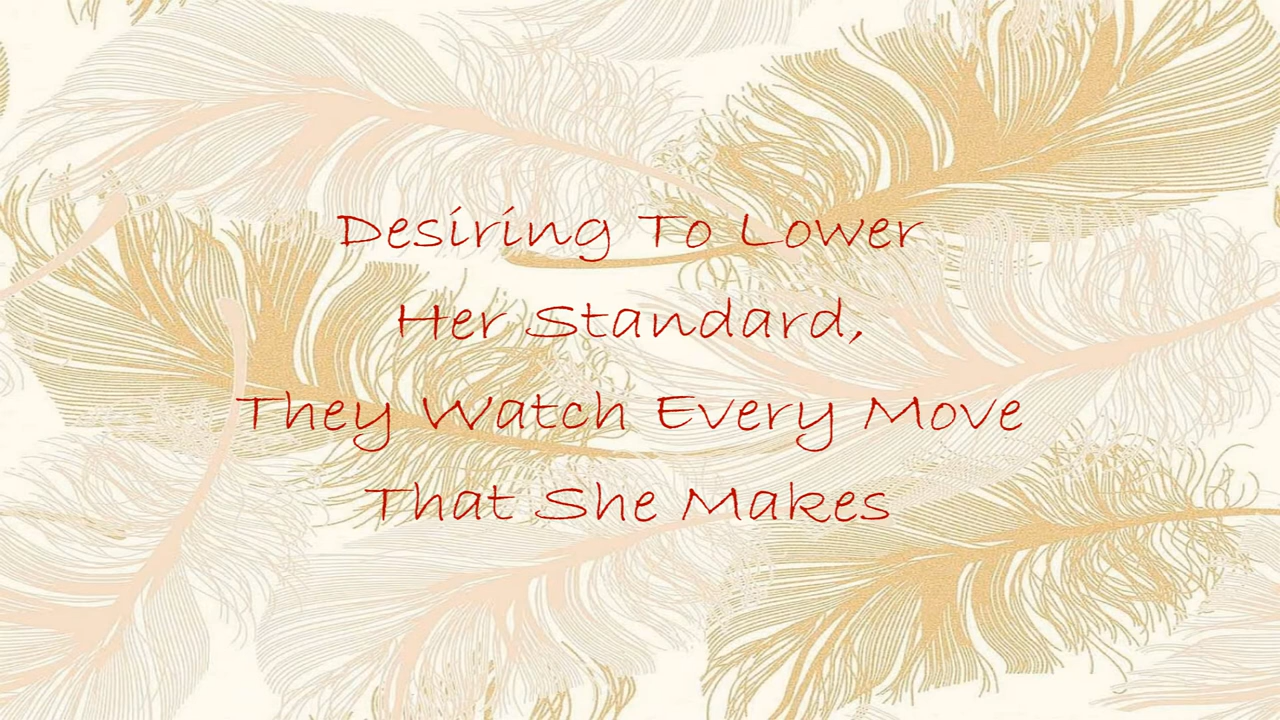 Desiring To Lower
Her Standard,
They Watch Every Move
That She Makes